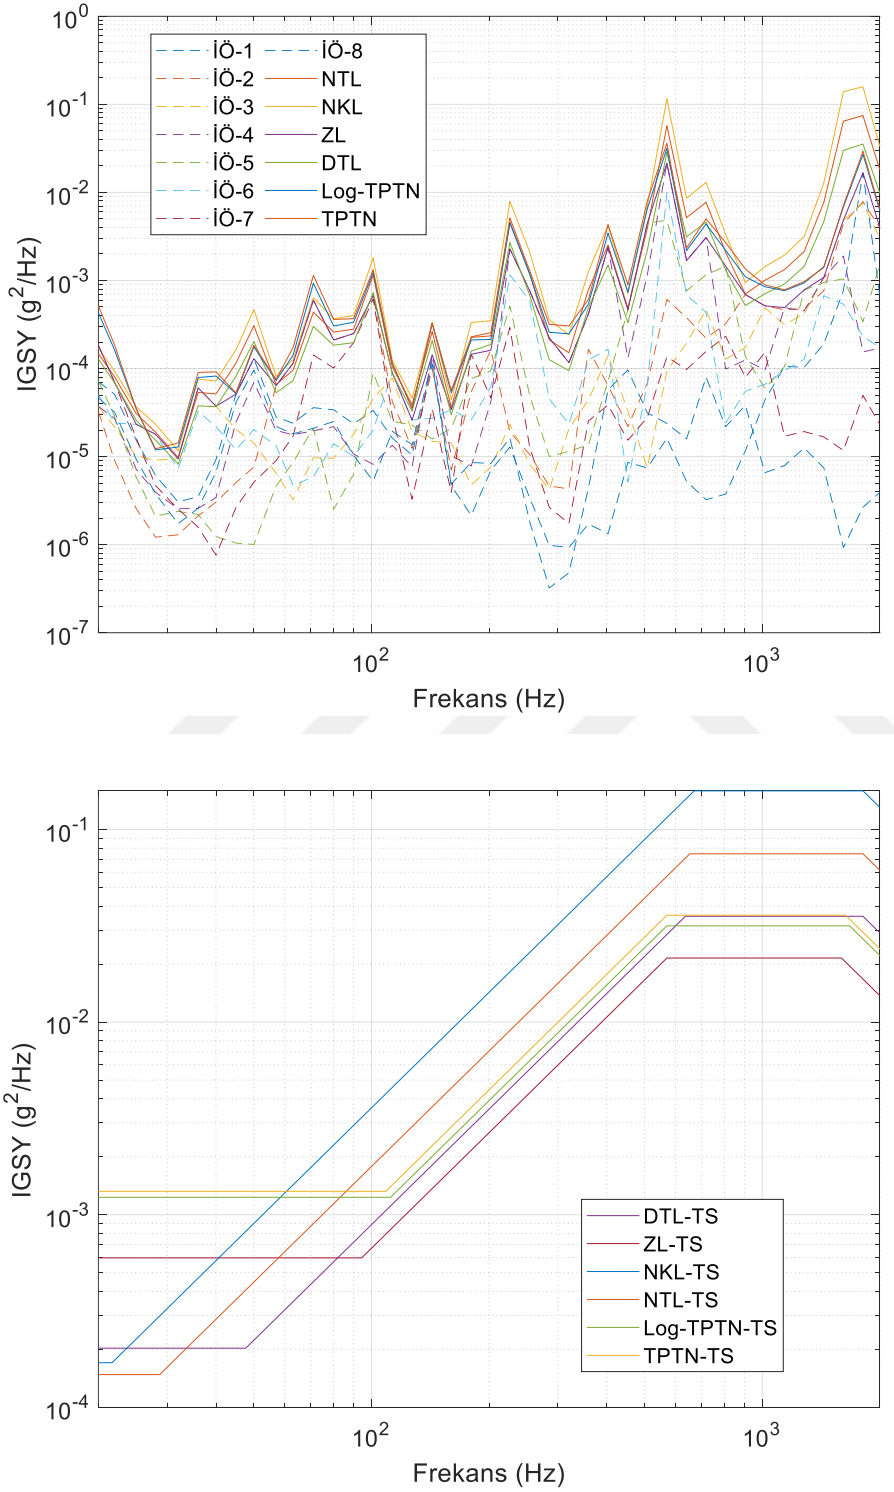 10^0
10^-1
10^-2
10^-3
10^-4
10^-5
10^-6
10^-7
IGSY (g^2/Hz)
İÖ-1
İÖ-2
İÖ-3
İÖ-4
İÖ-5
İÖ-6
İÖ-7
İÖ-8
NTL
NKL
ZL
DTL
Log-TPTN
TPTN
10^2
10^3
Frekans (Hz)
10^-1
10^-2
10^-3
10^-4
IGSY (g^2/Hz)
DTL-TS
ZL-TS
NKL-TS
NTL-TS
Log-TPTN-TS
TPTN-TS
10^2
10^3
Frekans (Hz)